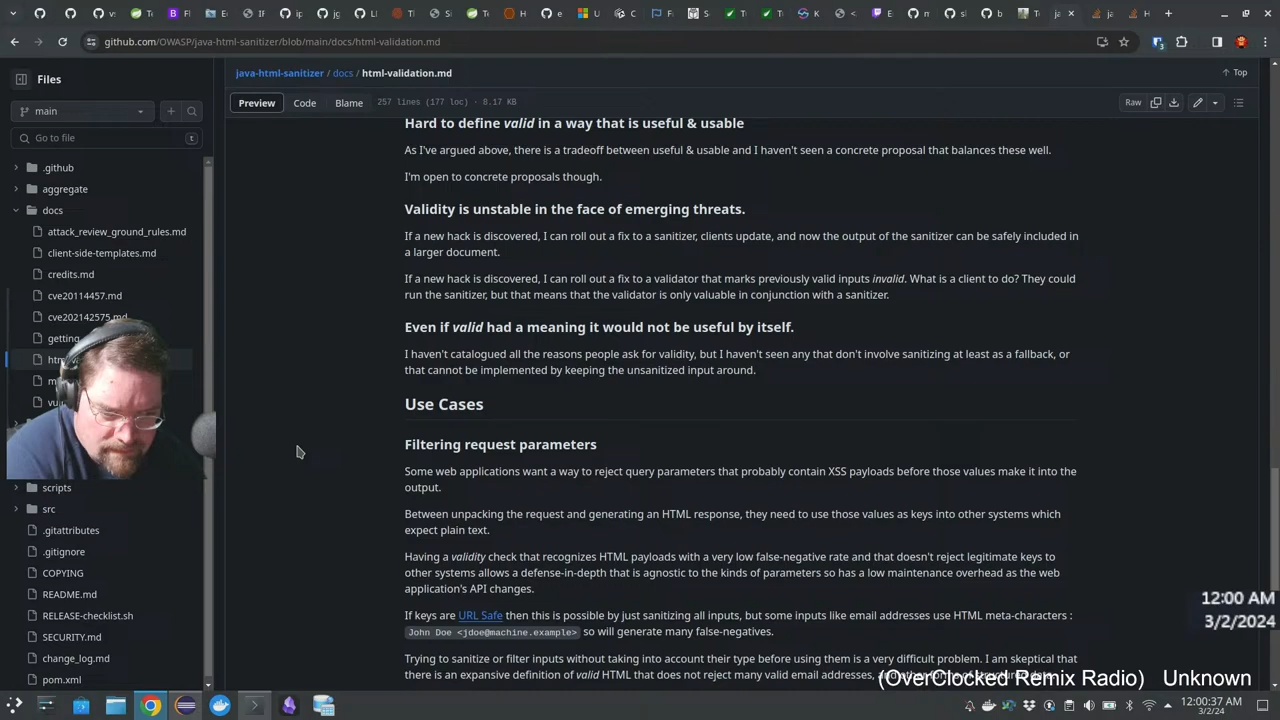 github.com/OWASP/java-html-sanitizer/blob/main/docs/html-validation.md
Files
java-html-sanitizer / docs / html-validation.md
Top
main
Preview
Code
Blame
257 lines (177 loc) · 8.17 KB
Raw
Go to file
t
.github
aggregate
docs
attack_review_ground_rules.md
client-side-templates.md
credits.md
cve20114457.md
cve202142575.md
getting
scripts
src
.gitattributes
.gitignore
COPYING
README.md
RELEASE-checklist.sh
SECURITY.md
change_log.md
pom.xml
Hard to define valid in a way that is useful & usable
As I've argued above, there is a tradeoff between useful & usable and I haven't seen a concrete proposal that balances these well.
I'm open to concrete proposals though.
Validity is unstable in the face of emerging threats.
If a new hack is discovered, I can roll out a fix to a sanitizer, clients update, and now the output of the sanitizer can be safely included in
a larger document.
If a new hack is discovered, I can roll out a fix to a validator that marks previously valid inputs invalid. What is a client to do? They could
run the sanitizer, but that means that the validator is only valuable in conjunction with a sanitizer.
Even if valid had a meaning it would not be useful by itself.
I haven't catalogued all the reasons people ask for validity, but I haven't seen any that don't involve sanitizing at least as a fallback, or
that cannot be implemented by keeping the unsanitized input around.
Use Cases
Filtering request parameters
Some web applications want a way to reject query parameters that probably contain XSS payloads before those values make it into the
output.
Between unpacking the request and generating an HTML response, they need to use those values as keys into other systems which
expect plain text.
Having a validity check that recognizes HTML payloads with a very low false-negative rate and that doesn't reject legitimate keys to
other systems allows a defense-in-depth that is agnostic to the kinds of parameters so has a low maintenance overhead as the web
application's API changes.
If keys are URL Safe then this is possible by just sanitizing all inputs, but some inputs like email addresses use HTML meta-characters :
John Doe <jdoe@machine.example> so will generate many false-negatives.
Trying to sanitize or filter inputs without taking into account their type before using them is a very difficult problem. I am skeptical that
there is an expansive definition of valid HTML that does not reject many valid email addresses,
12:00 AM
3/2/2024
(OverClocked Remix Radio) Unknown
12:00:37 AM
3/2/24